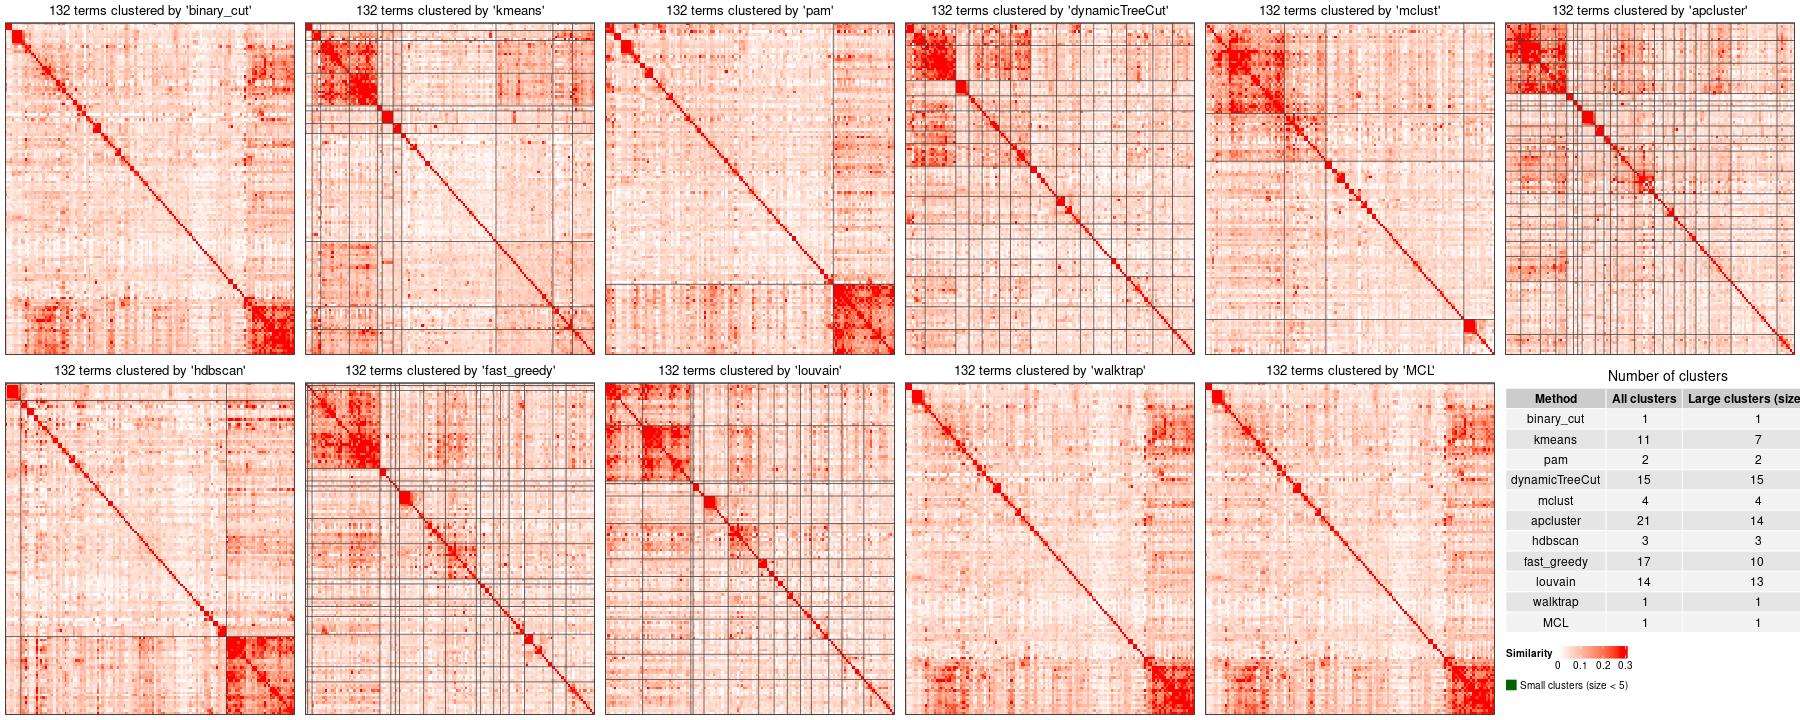 132 terms clustered by 'binary_cut'
132 terms clustered by 'kmeans'
132 terms clustered by 'pam'
132 terms clustered by 'dynamicTreeCut'
132 terms clustered by 'mclust'
132 terms clustered by 'apcluster'
132 terms clustered by 'hdbscan'
132 terms clustered by 'fast_greedy'
132 terms clustered by 'louvain'
132 terms clustered by 'walktrap'
132 terms clustered by 'MCL'
Number of clusters
Method All clusters Large clusters (size
binary_cut 1 1
kmeans 11 7
pam 2 2
dynamicTreeCut 15 15
mclust 4 4
apcluster 21 14
hdbscan 3 3
fast_greedy 17 10
louvain 14 13
walktrap 1 1
MCL 1 1
Similarity
0 0.1 0.2 0.3
Small clusters (size < 5)